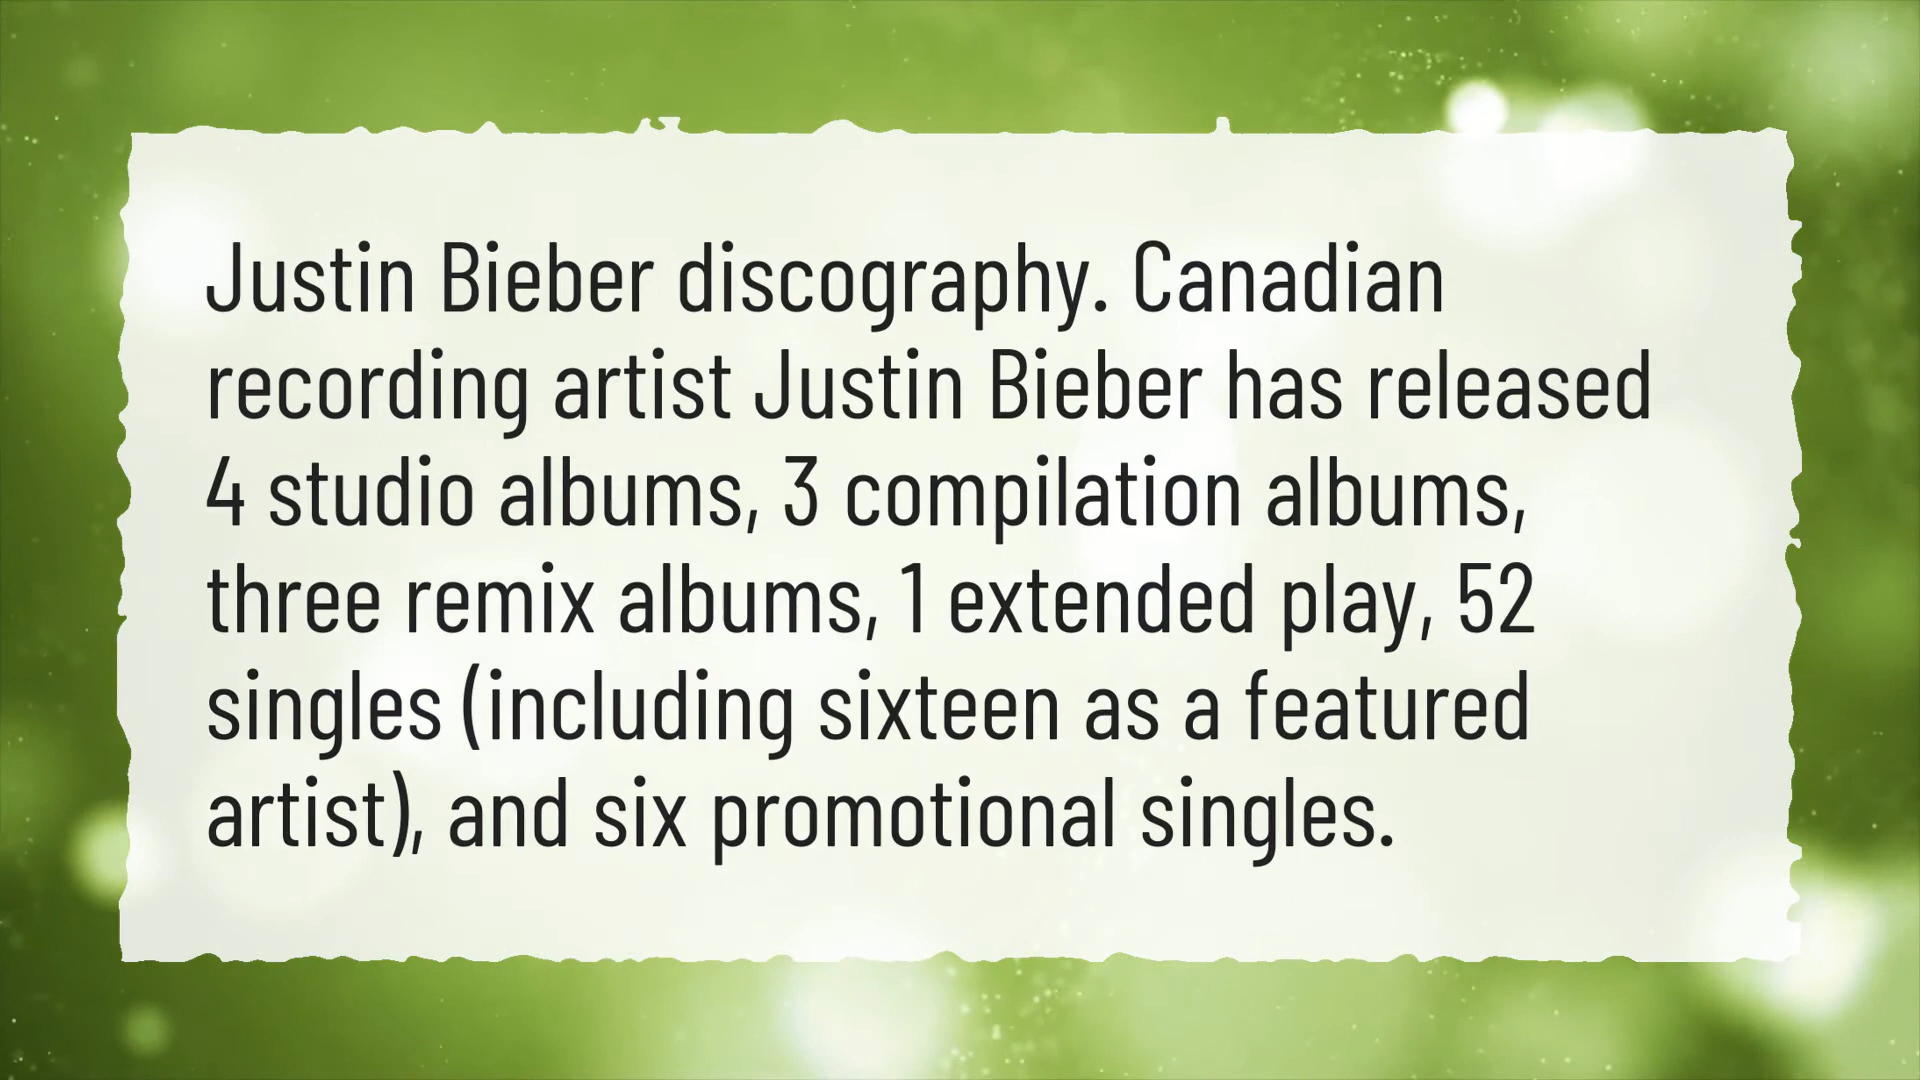 Justin Bieber discography. Canadian
recording artist Justin Bieber has released
4 studio albums, 3 compilation albums,
three remix albums, 1 extended play, 52
singles (including sixteen as a featured
artist), and six promotional singles.